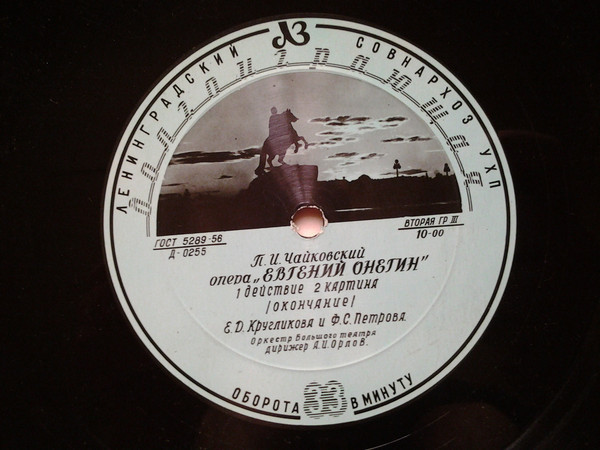 ЛЕНИНГРАДСКИЙ ЛЗ СОВНАРХОЗ УХП
долгоиграющая
ГОСТ 5289-56
Д-0255
ВТОРАЯ ГР III
10-00
П.И. Чайковский
опера „ЕВГЕНИЙ ОНЕГИН"
1 действие 2 картина
/окончание/
Е.D. Кругликова и Ф.С. Петрова.
Оркестр Большого театра
дирижер А.И. Орлов.
ОБОРОТА 33 В МИНУТУ